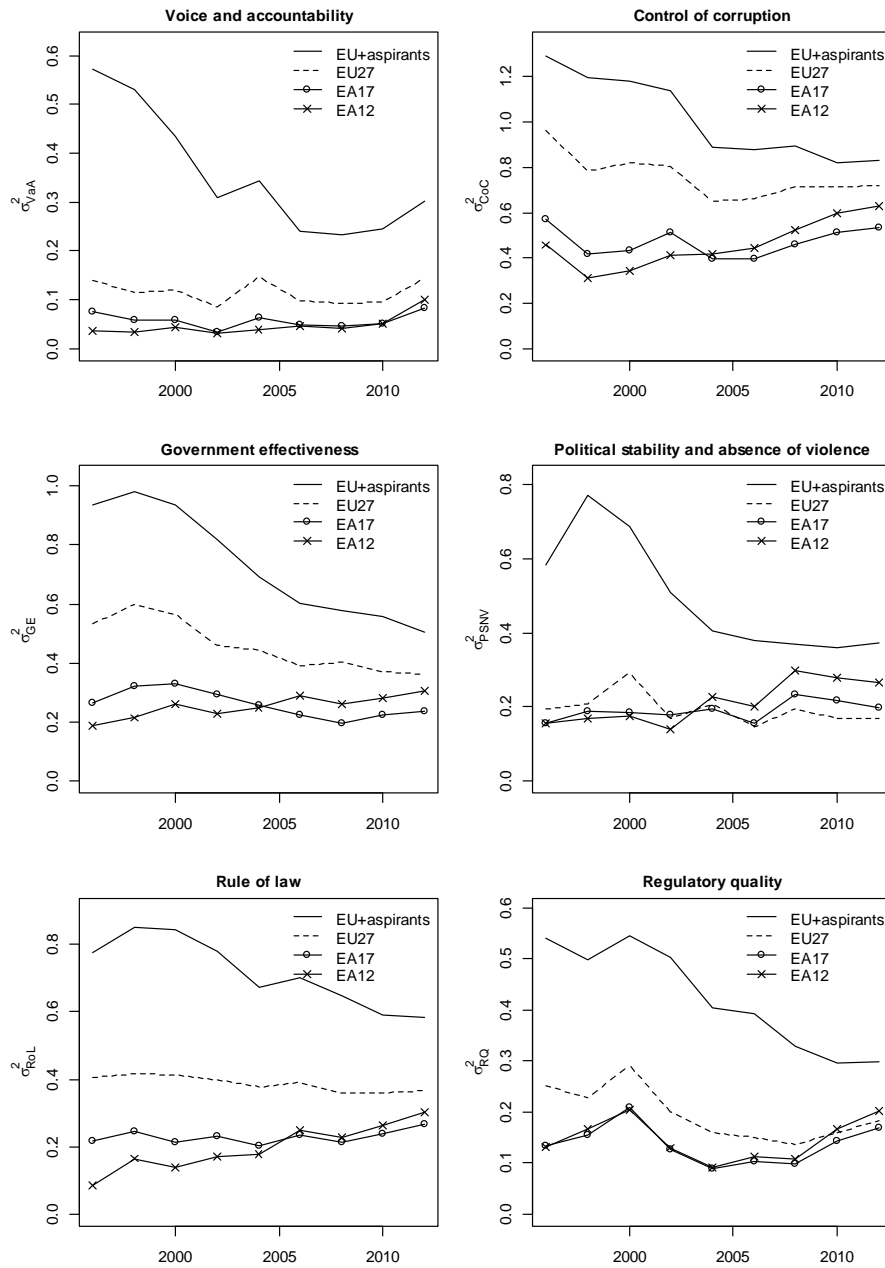 Voice and accountability
EU+aspirants
EU27
EA17
EA12
σ²VaA
0.0 0.1 0.2 0.3 0.4 0.5 0.6
2000 2005 2010
Control of corruption
EU+aspirants
EU27
EA17
EA12
σ²CoC
0.0 0.2 0.4 0.6 0.8 1.0 1.2
2000 2005 2010
Government effectiveness
EU+aspirants
EU27
EA17
EA12
σ²GE
0.0 0.2 0.4 0.6 0.8 1.0
2000 2005 2010
Political stability and absence of violence
EU+aspirants
EU27
EA17
EA12
σ²PSNV
0.0 0.2 0.4 0.6 0.8
2000 2005 2010
Rule of law
EU+aspirants
EU27
EA17
EA12
σ²RoL
0.0 0.2 0.4 0.6 0.8
2000 2005 2010
Regulatory quality
EU+aspirants
EU27
EA17
EA12
σ²RQ
0.0 0.1 0.2 0.3 0.4 0.5 0.6
2000 2005 2010